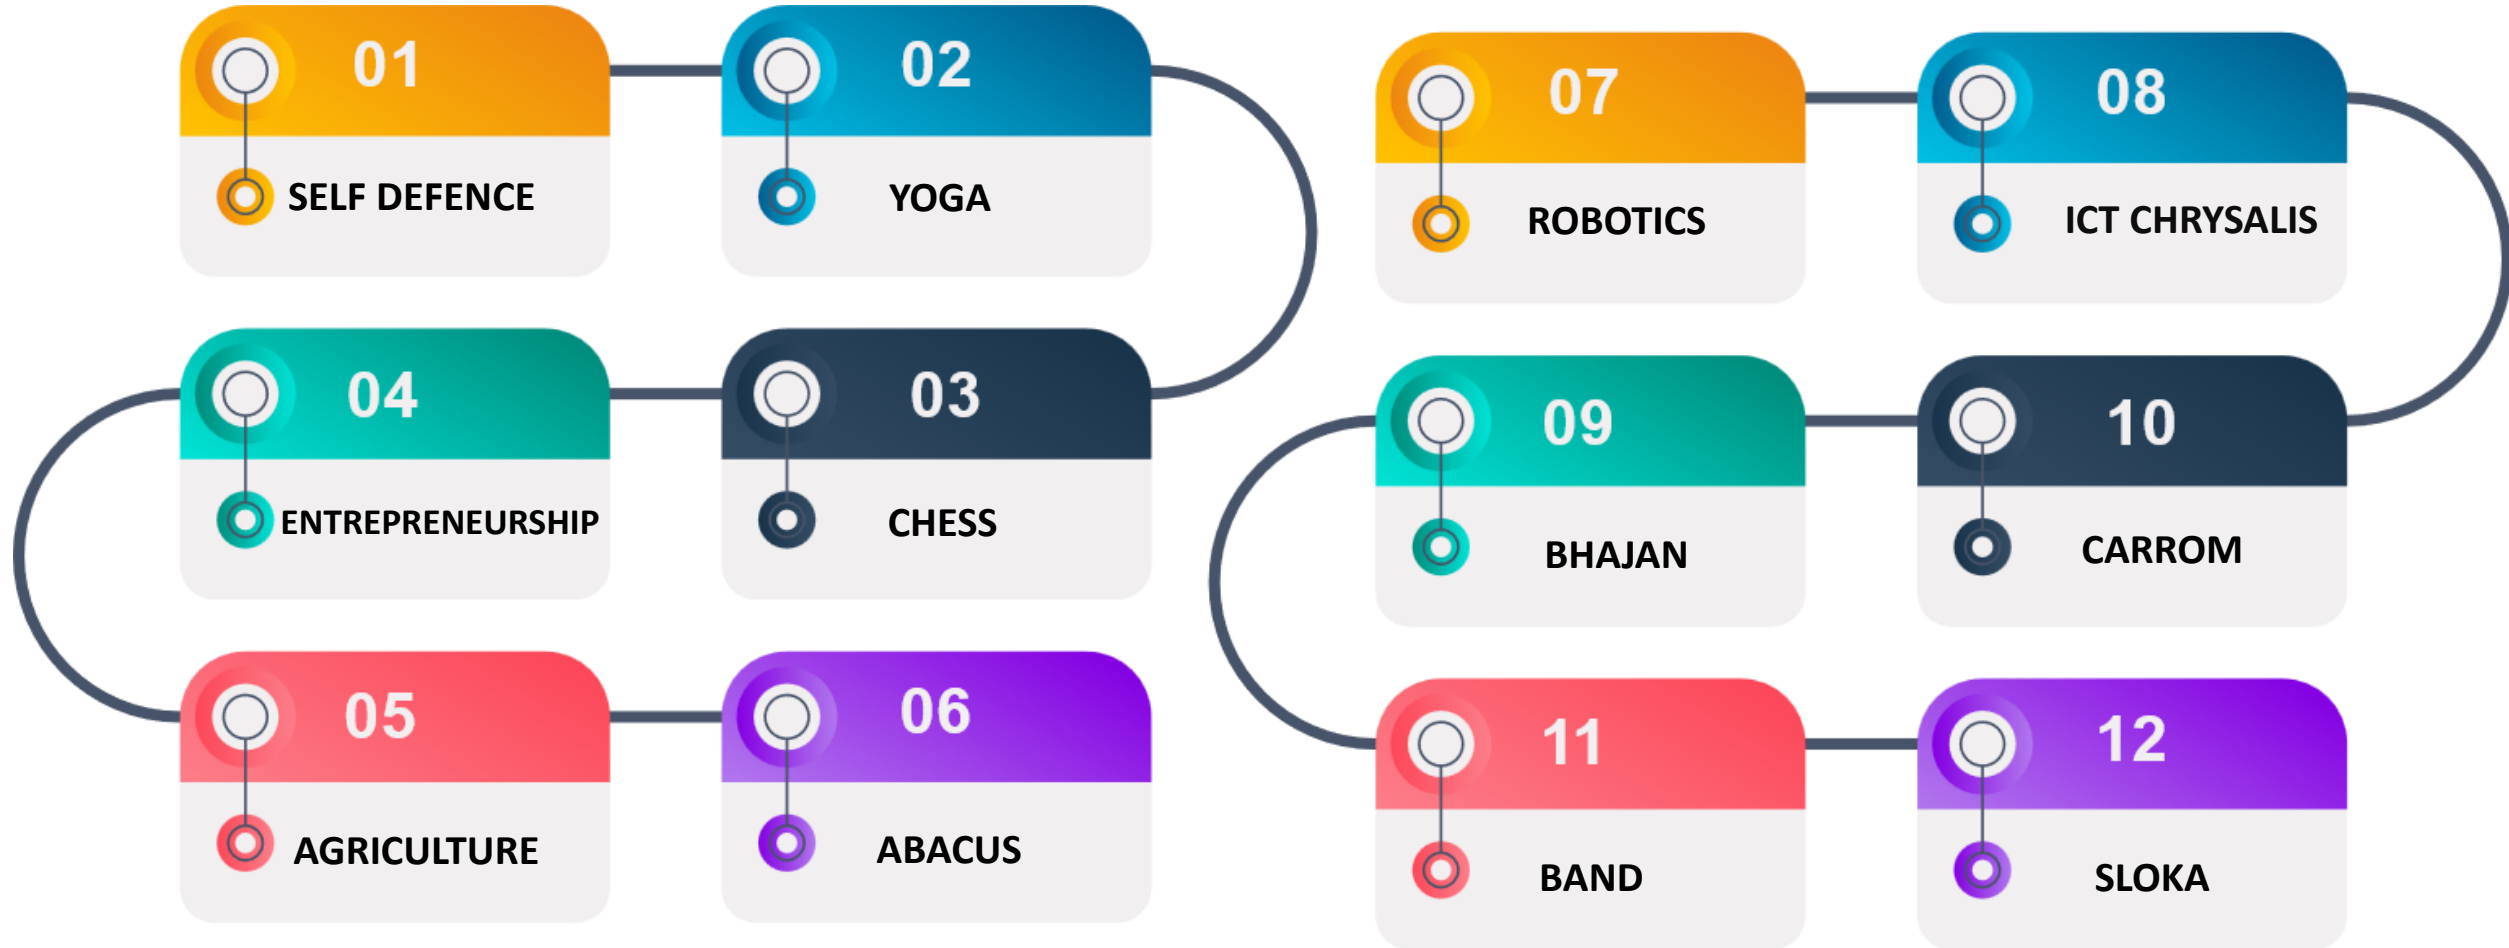 01
SELF DEFENCE
02
YOGA
03
CHESS
04
ENTREPRENEURSHIP
05
AGRICULTURE
06
ABACUS
07
ROBOTICS
08
ICT CHRYSALIS
09
BHAJAN
10
CARROM
11
BAND
12
SLOKA